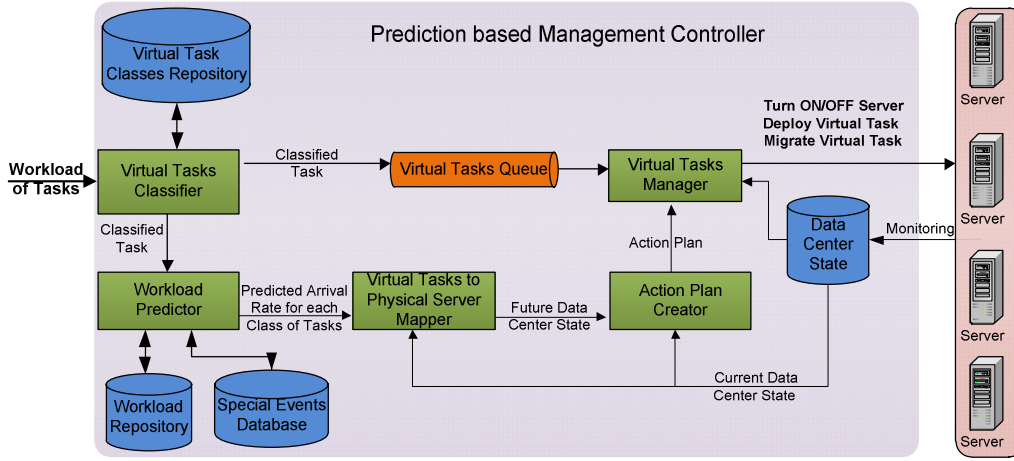 Prediction based Management Controller
Virtual Task
Classes Repository
Server
Turn ON/OFF Server
Deploy Virtual Task
Migrate Virtual Task
Workload
of Tasks
Virtual Tasks
Classifier
Classified
Task
Virtual Tasks Queue
Virtual Tasks
Manager
Server
Classified
Task
Action Plan
Data
Center
State
Monitoring
Workload
Predictor
Predicted Arrival
Rate for each
Class of Tasks
Virtual Tasks to
Physical Server
Mapper
Future Data
Center State
Action Plan
Creator
Server
Current Data
Center State
Workload
Repository
Special Events
Database
Server